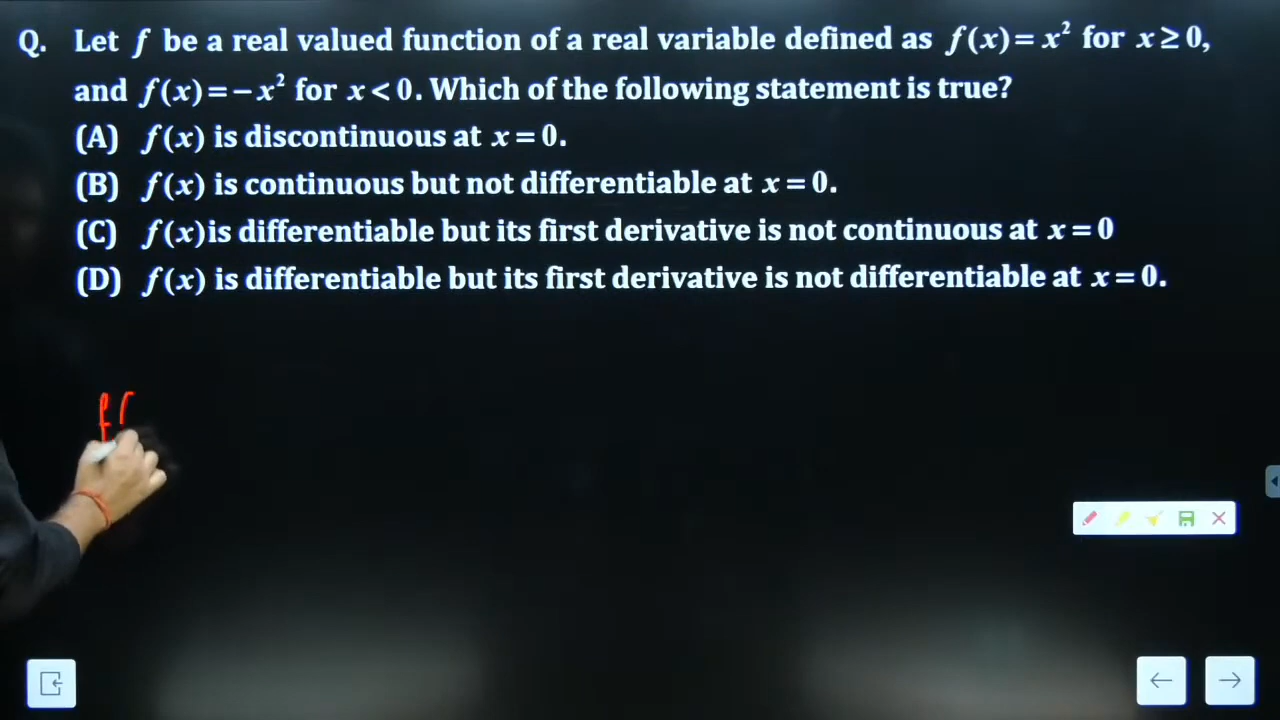 Q. Let f be a real valued function of a real variable defined as f(x) = x² for x ≥ 0,
and f(x) = − x² for x < 0. Which of the following statement is true?
(A) f(x) is discontinuous at x = 0.
(B) f(x) is continuous but not differentiable at x = 0.
(C) f(x)is differentiable but its first derivative is not continuous at x = 0
(D) f(x) is differentiable but its first derivative is not differentiable at x = 0.
f(